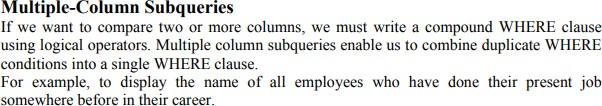 Multiple-Column Subqueries
If we want to compare two or more columns, we must write a compound WHERE clause
using logical operators. Multiple column subqueries enable us to combine duplicate WHERE
conditions into a single WHERE clause.
For example, to display the name of all employees who have done their present job
somewhere before in their career.